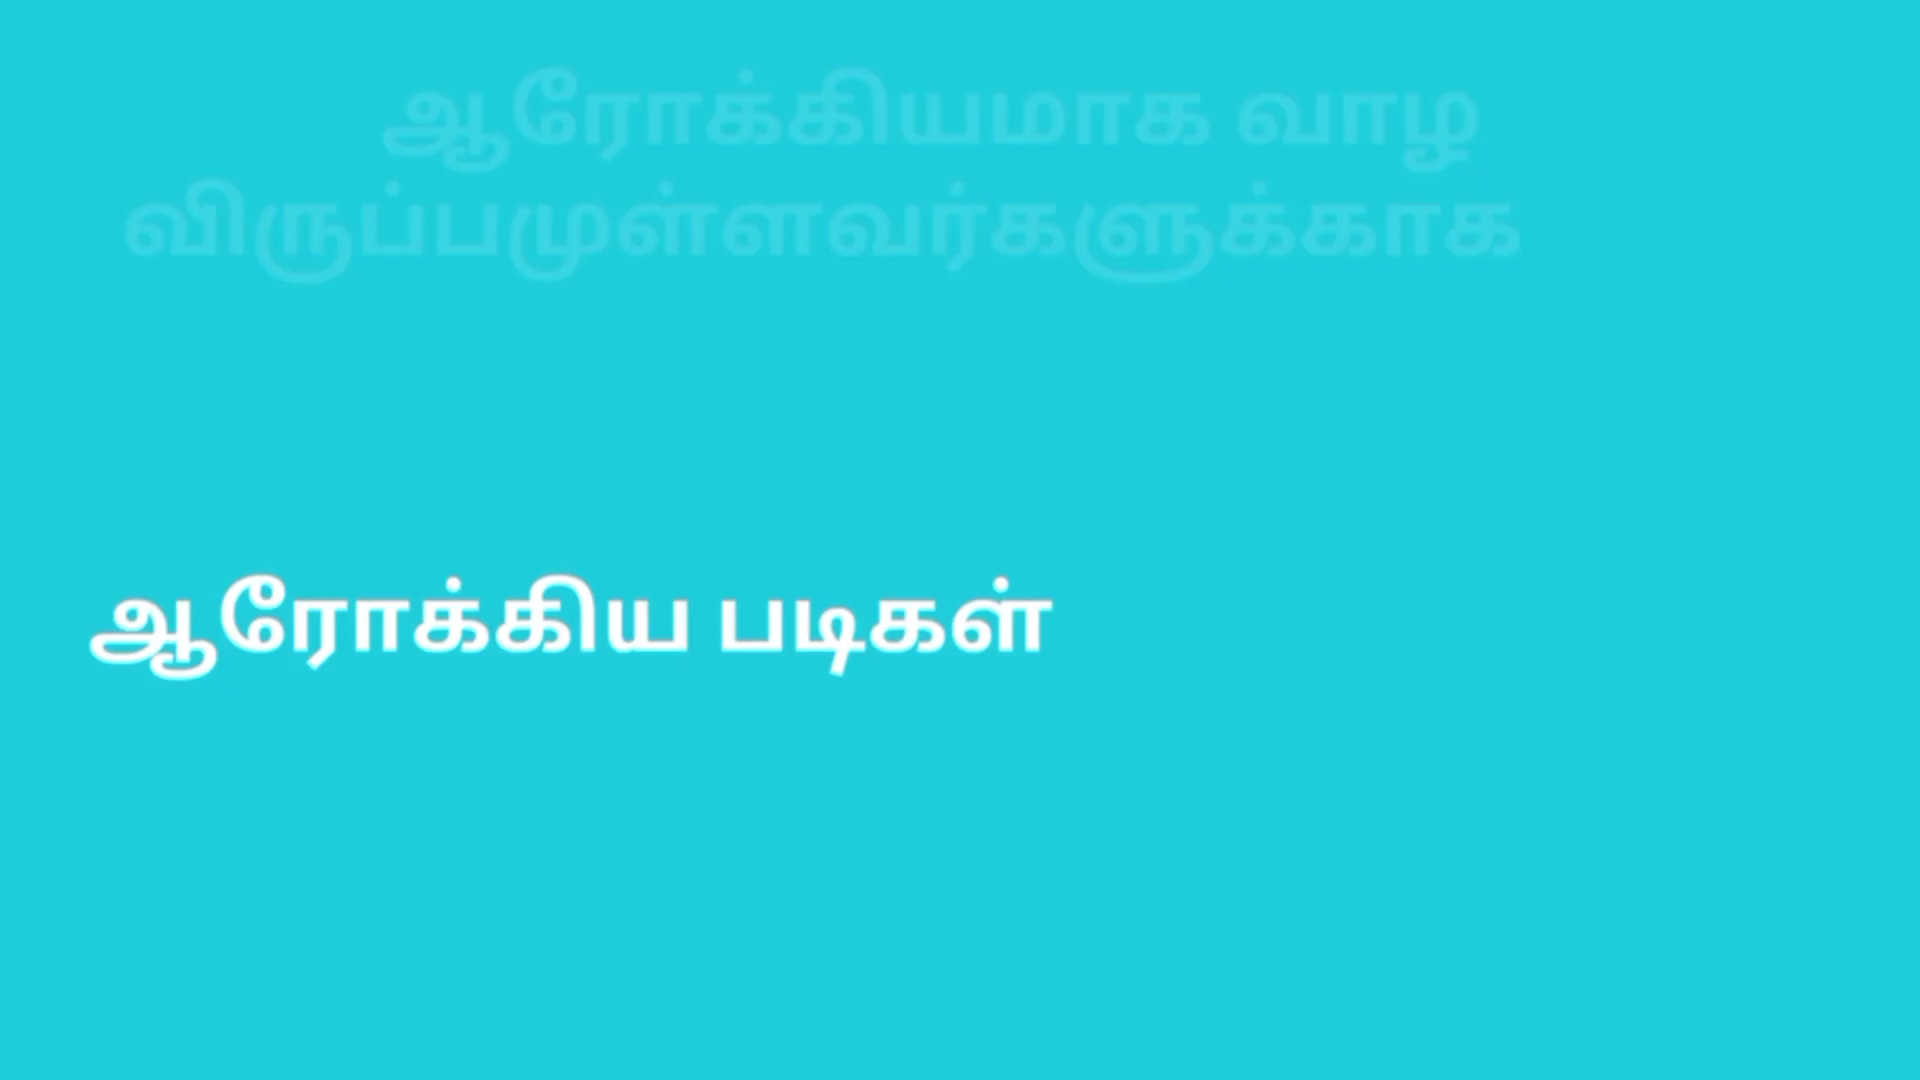 ஆரோக்கியமாக வாழ
விருப்பமுள்ளவர்களுக்காக
ஆரோக்கிய படிகள்